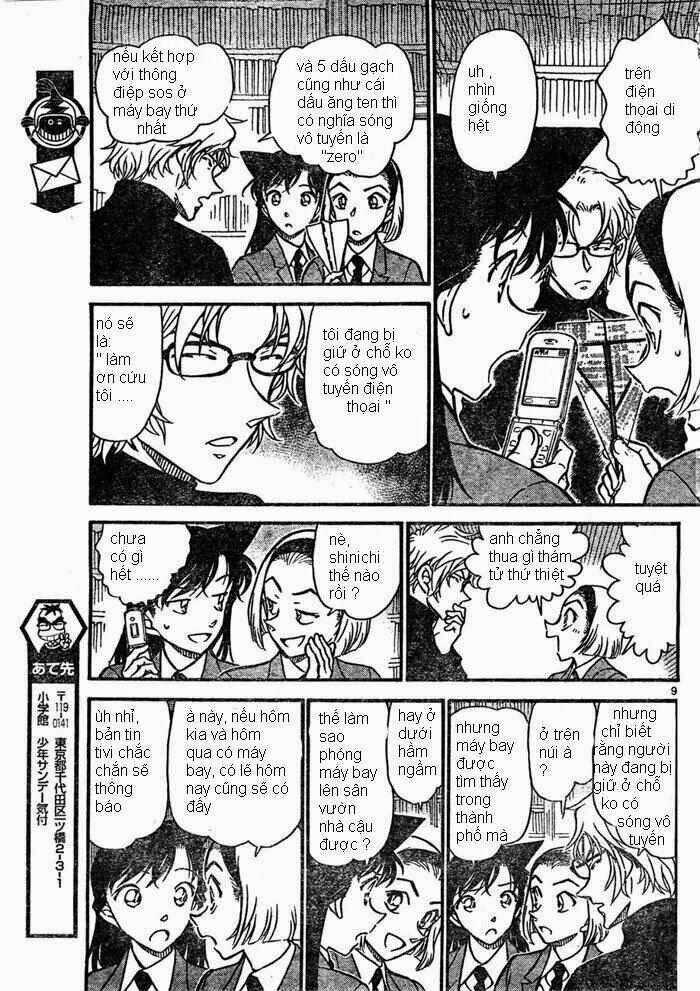 trên
điện
thoại di
động
uh ,
nhìn
giống
hệt
và 5 dấu gạch
cũng như cái
dấu ăng ten thì
có nghĩa sóng
vô tuyến là
"zero"
nếu kết hợp
với thông
điệp sos ở
máy bay thứ
nhất
tôi đang bị
giữ ở chỗ ko
có sóng vô
tuyến điện
thọai "
nó sẽ
là:
" làm
ơn cứu
tôi ....
tuyệt
quá
anh chẳng
thua gì thám
tử thứ thiệt
nè,
shinichi
thế nào
rồi ?
chưa
có gì
hết ......
9
nhưng
chỉ biết
rằng người
này đang bị
giữ ở chỗ
ko có
sóng vô
tuyến
ở trên
núi à
?
nhưng
máy bay
được
tìm thấy
trong
thành
phố mà
hay ở
dưới
hầm
ngầm
thế làm
sao
phóng
máy bay
lên sân
vườn
nhà cậu
được ?
à này, nếu hôm
kia và hôm
qua có máy
bay, có lẽ hôm
nay cũng sẽ có
đấy
ùh nhỉ,
bản tin
tivi chắc
chắn sẽ
thông
báo
あて先
〒119-0141 東京都千代田区一ツ橋2-3-1
小学館 少年サンデー気付